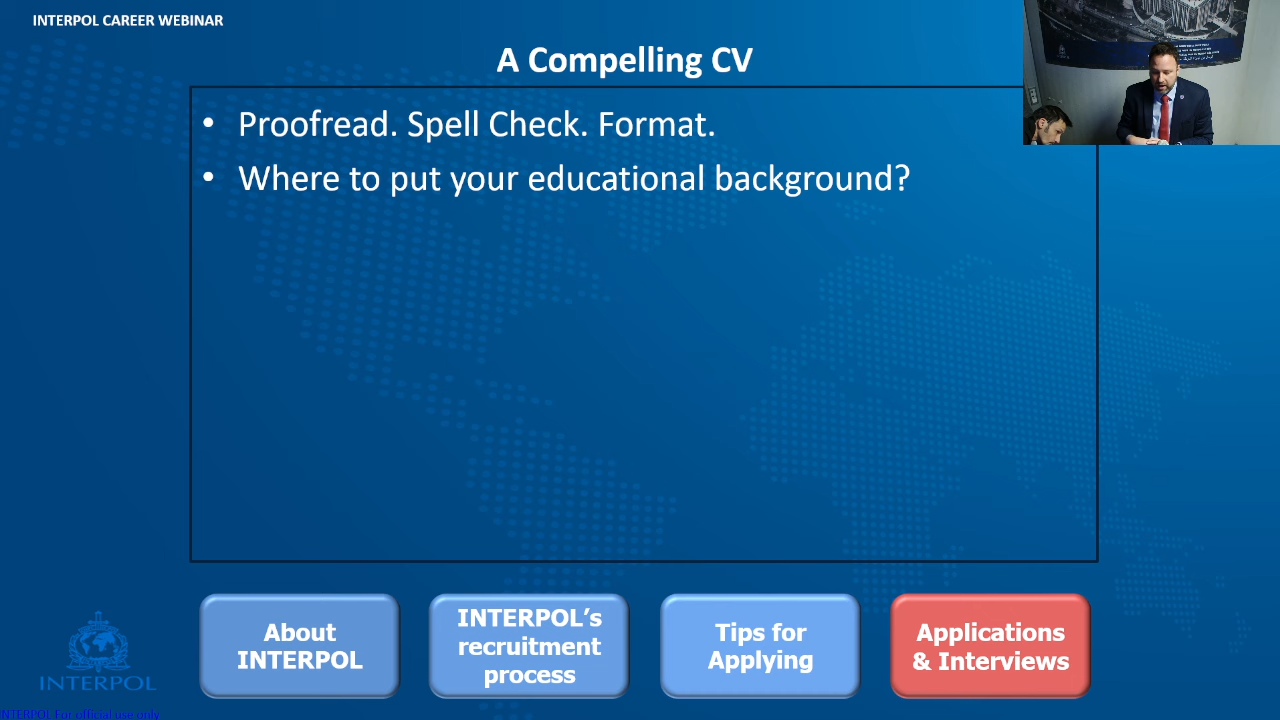 INTERPOL CAREER WEBINAR
A Compelling CV
• Proofread. Spell Check. Format.
• Where to put your educational background?
About
INTERPOL
INTERPOL’s
recruitment
process
Tips for
Applying
Applications
& Interviews
INTERPOL
INTERPOL For official use only